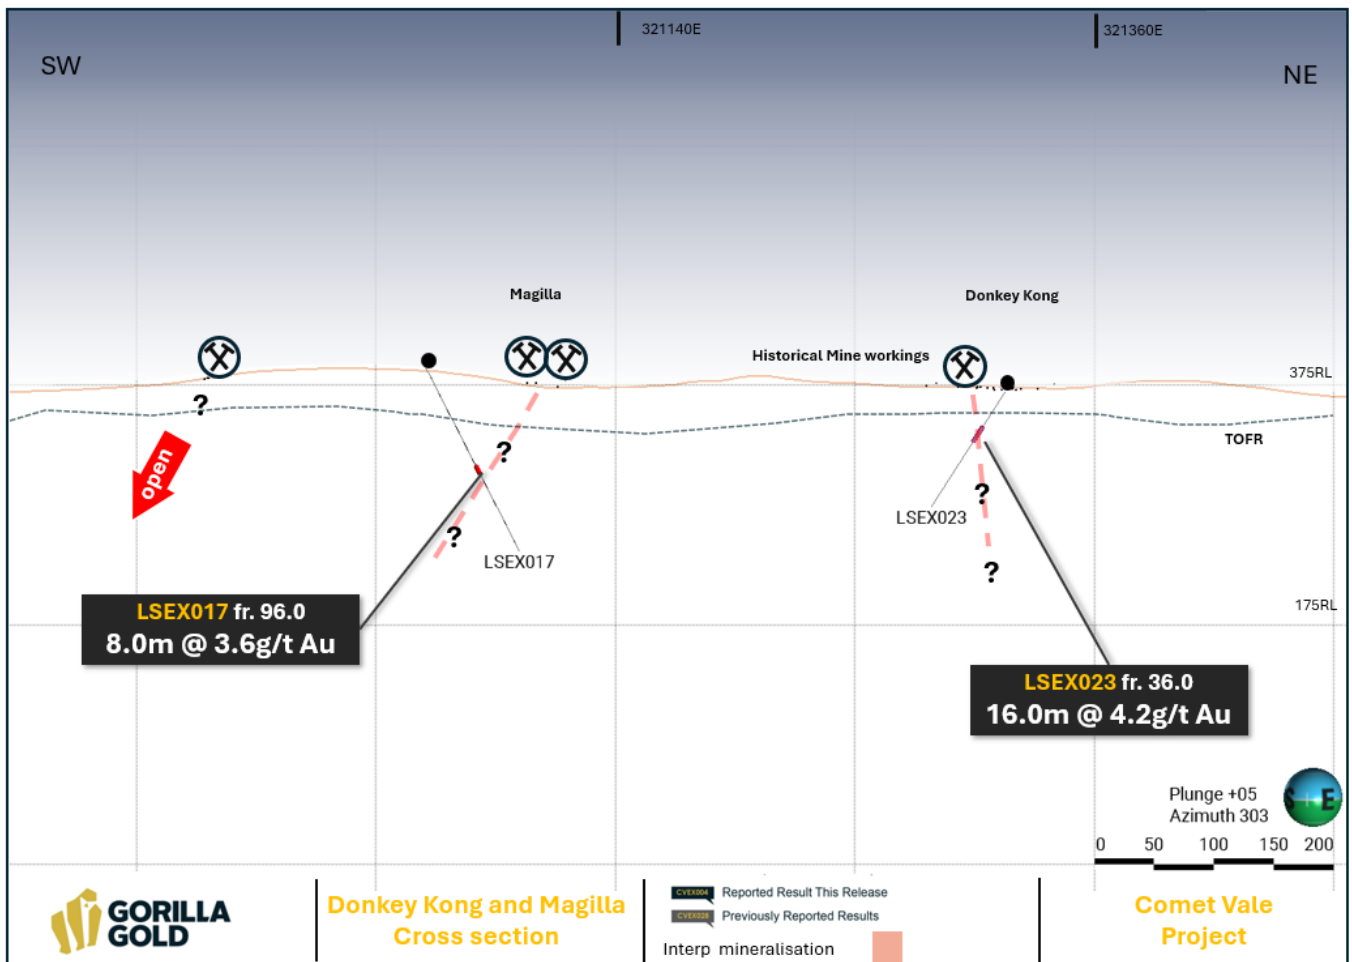 321140E
321360E
SW
NE
Magilla
Donkey Kong
Historical Mine workings
375RL
?
TOFR
open
?
?
?
LSEX023
LSEX017
?
175RL
LSEX017 fr. 96.0
8.0m @ 3.6g/t Au
LSEX023 fr. 36.0
16.0m @ 4.2g/t Au
Plunge +05
Azimuth 303
S E
0 50 100 150 200
GORILLA
GOLD
Donkey Kong and Magilla
Cross section
CVEX004 Reported Result This Release
CVEX028 Previously Reported Results
Interp mineralisation
Comet Vale
Project